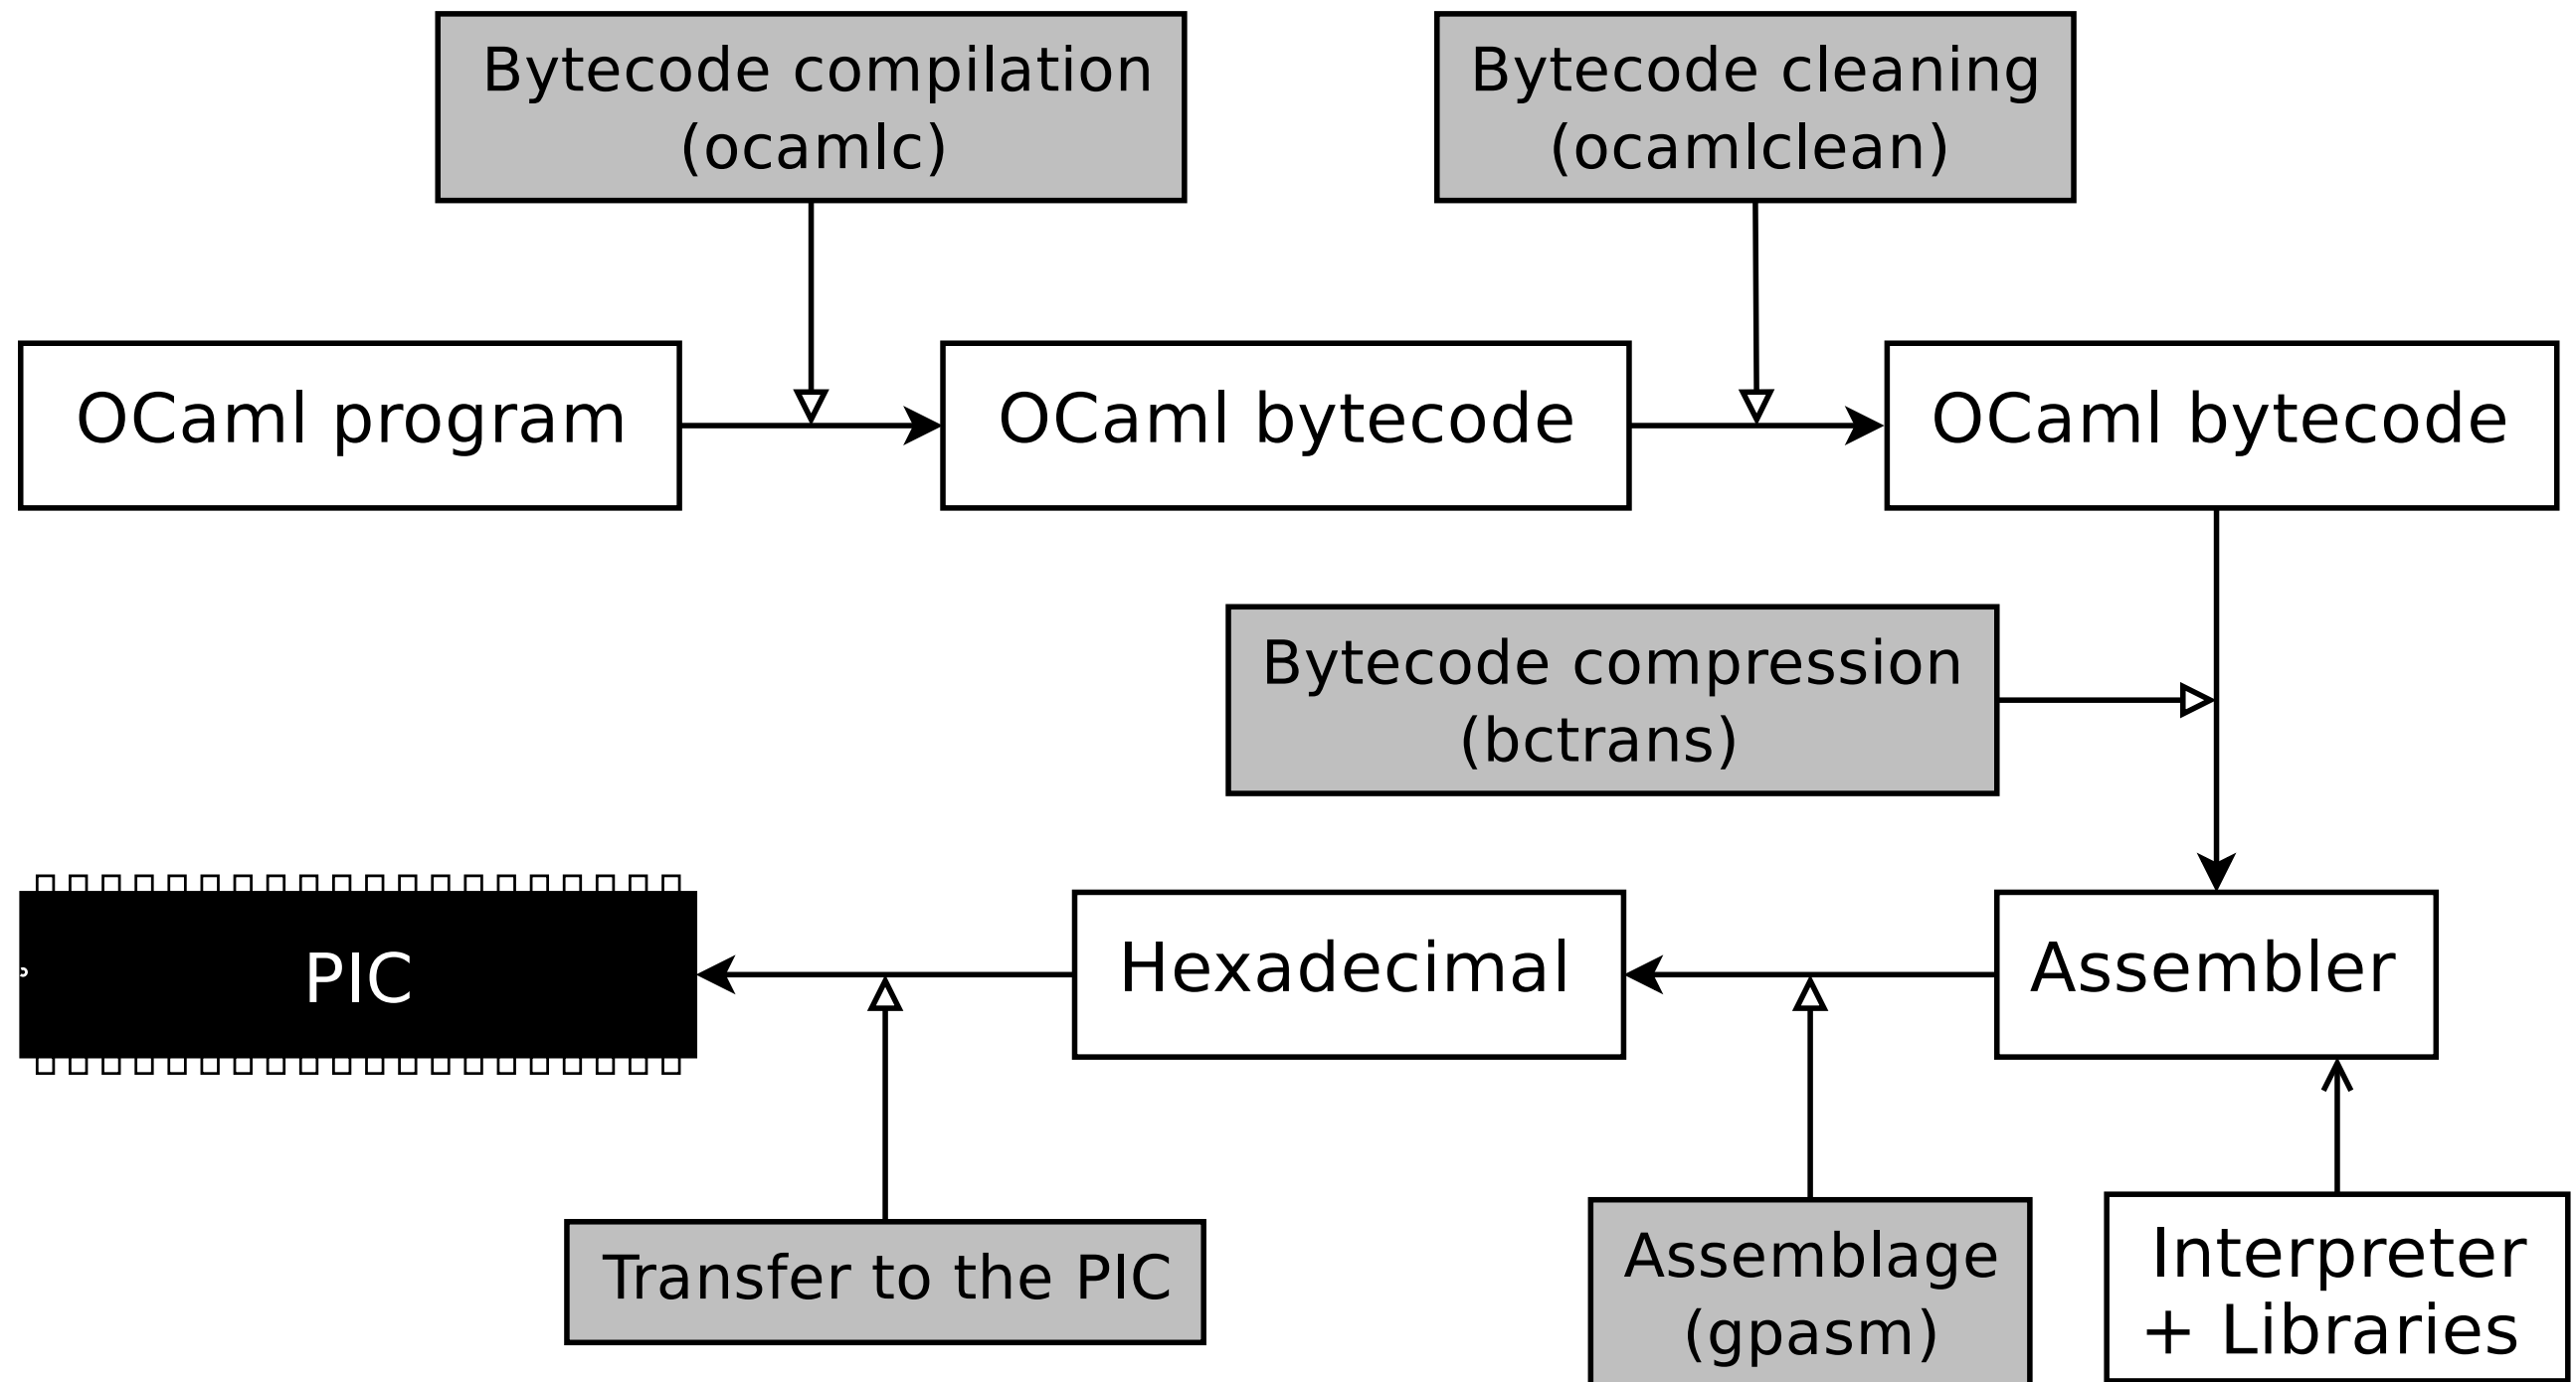 Bytecode compilation
(ocamlc)
Bytecode cleaning
(ocamlclean)
OCaml program
OCaml bytecode
OCaml bytecode
Bytecode compression
(bctrans)
PIC
Hexadecimal
Assembler
Transfer to the PIC
Assemblage
(gpasm)
Interpreter
+ Libraries